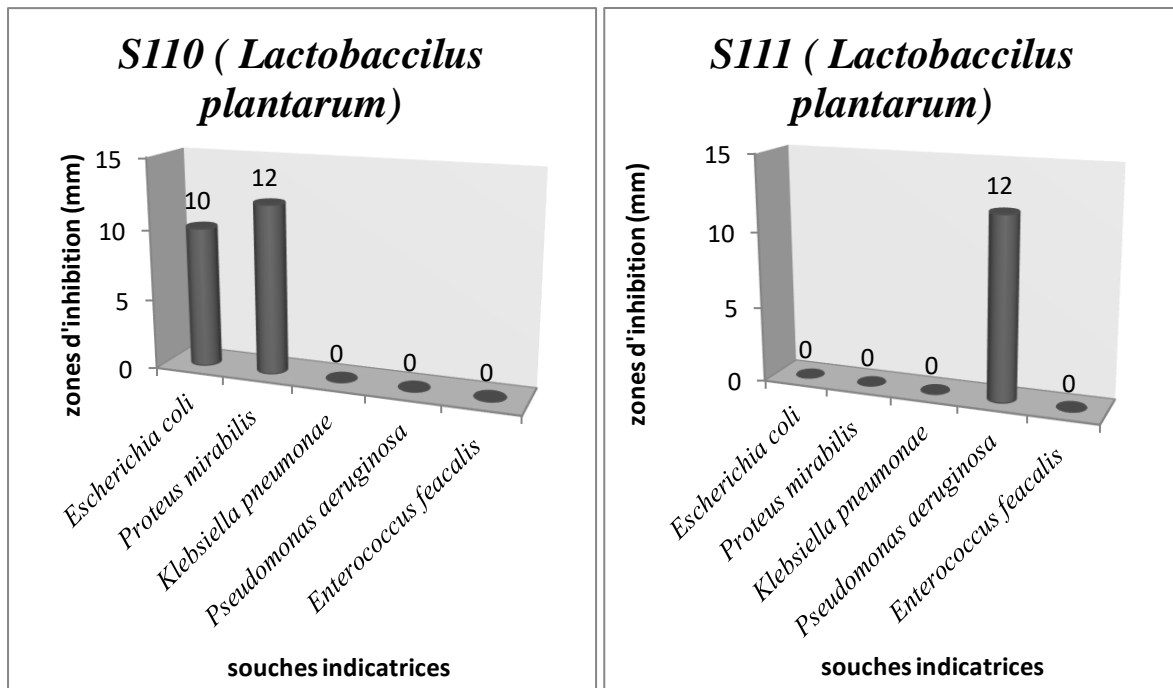 S110 ( Lactobaccilus
plantarum)
zones d'inhibition (mm)
15
10
5
0
10
12
0
0
0
Escherichia coli
Proteus mirabilis
Klebsiella pneumonae
Pseudomonas aeruginosa
Enterococcus feacalis
souches indicatrices
S111 ( Lactobaccilus
plantarum)
zones d'inhibition (mm)
15
10
5
0
0
0
0
12
0
Escherichia coli
Proteus mirabilis
Klebsiella pneumonae
Pseudomonas aeruginosa
Enterococcus feacalis
souches indicatrices